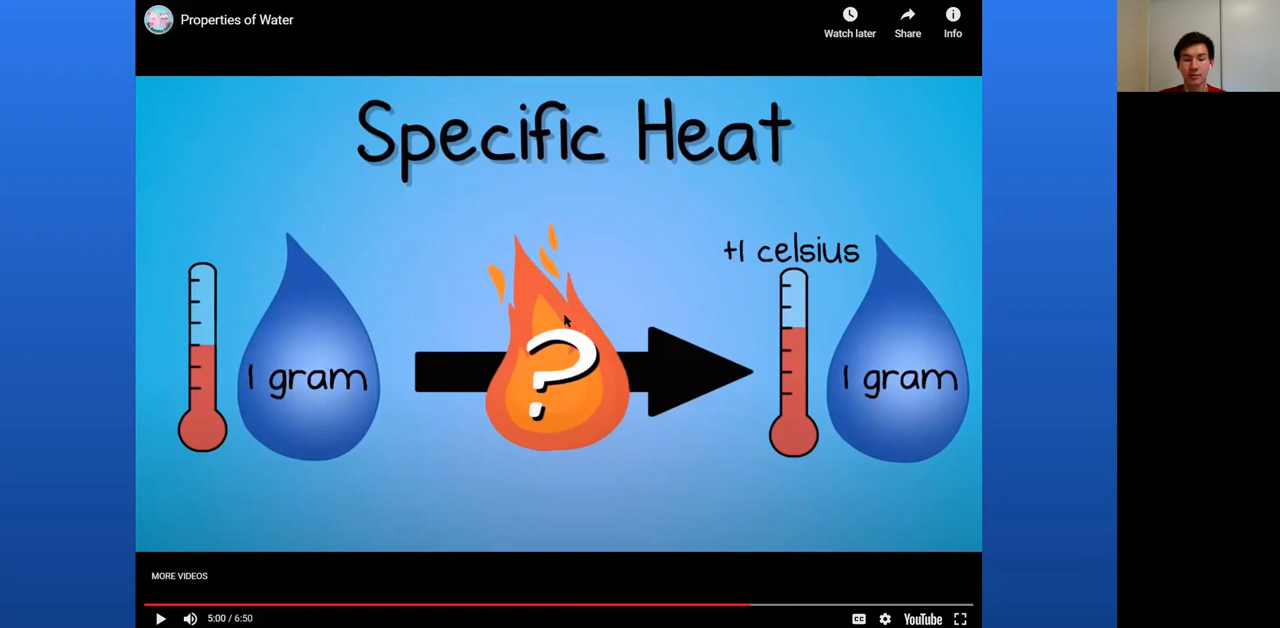 Properties of Water
Watch later
Share
Info
Specific Heat
+1 celsius
1 gram
?
1 gram
MORE VIDEOS
5:00 / 6:50
CC
YouTube